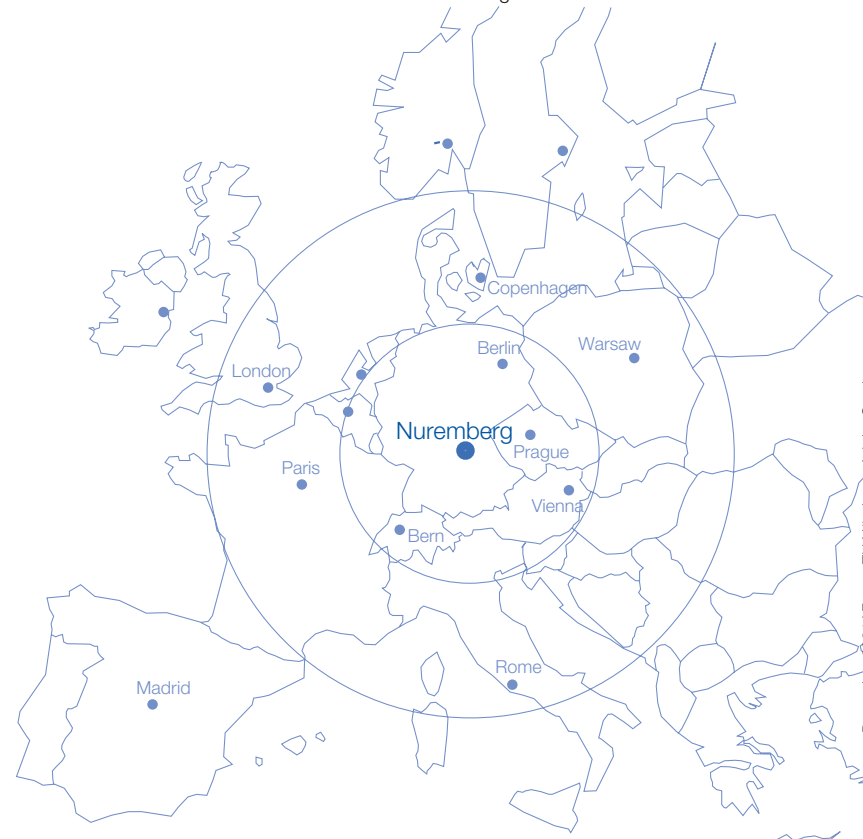 Copenhagen
Berlin
Warsaw
London
Nuremberg
Prague
Paris
Vienna
Bern
Rome
Madrid